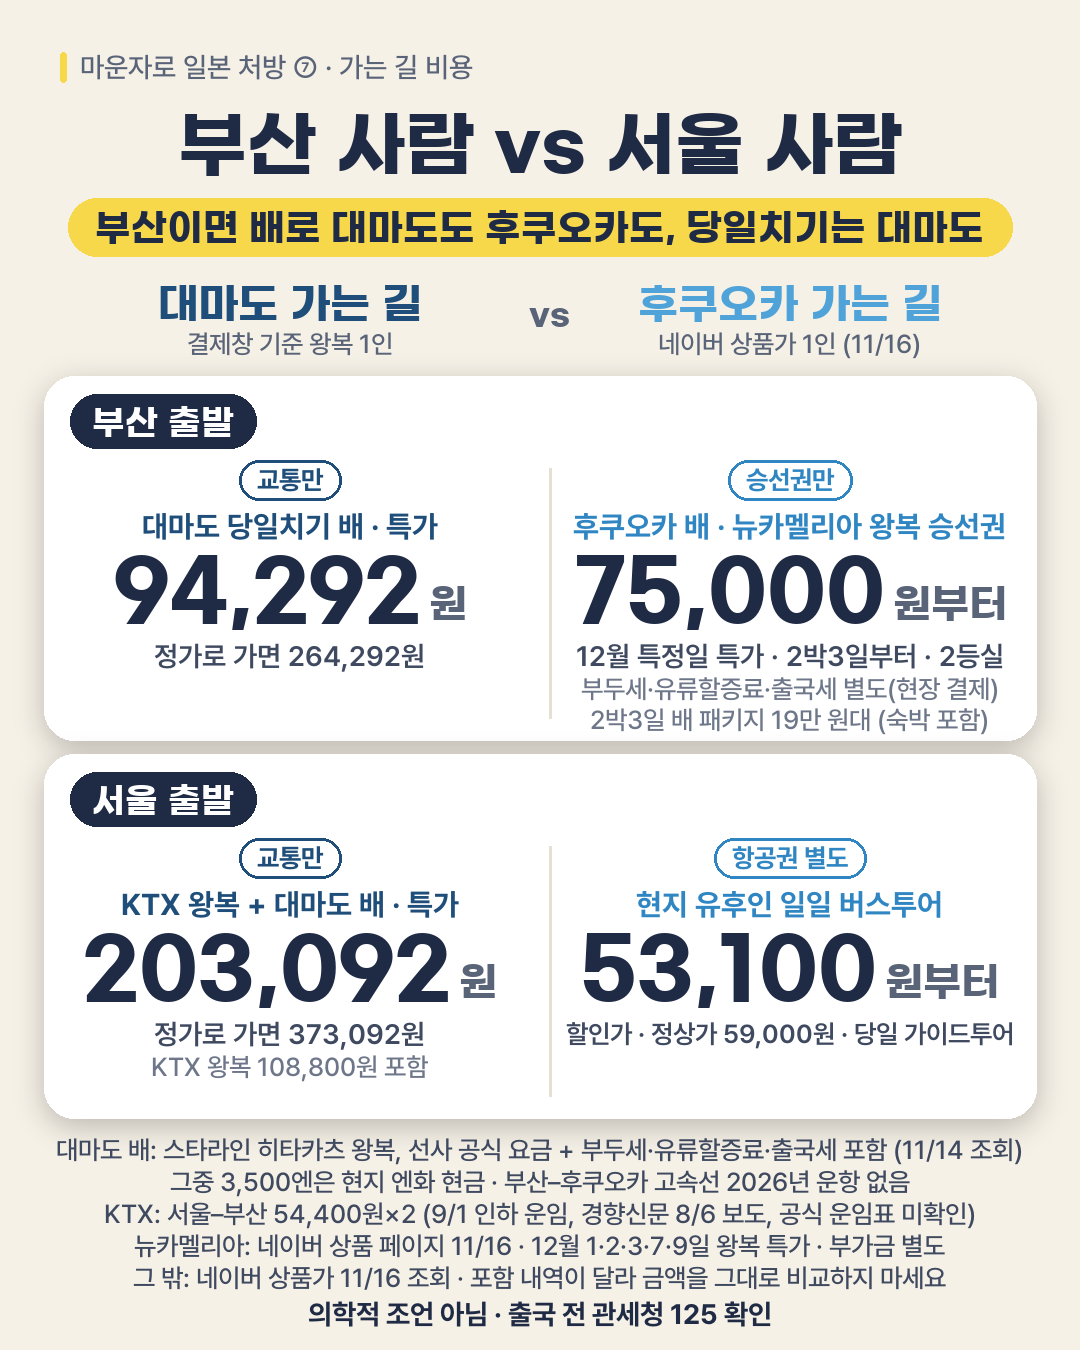 마운자로 일본 처방 ⑦ · 가는 길 비용
부산 사람 vs 서울 사람
부산이면 배로 대마도도 후쿠오카도, 당일치기는 대마도
대마도 가는 길
결제창 기준 왕복 1인
vs
후쿠오카 가는 길
네이버 상품가 1인 (11/16)
부산 출발
교통만
대마도 당일치기 배 · 특가
94,292 원
정가로 가면 264,292원
승선권만
후쿠오카 배 · 뉴카멜리아 왕복 승선권
75,000 원부터
12월 특정일 특가 · 2박3일부터 · 2등실
부두세·유류할증료·출국세 별도(현장 결제)
2박3일 배 패키지 19만 원대 (숙박 포함)
서울 출발
교통만
KTX 왕복 + 대마도 배 · 특가
203,092 원
정가로 가면 373,092원
KTX 왕복 108,800원 포함
항공권 별도
현지 유후인 일일 버스투어
53,100 원부터
할인가 · 정상가 59,000원 · 당일 가이드투어
대마도 배: 스타라인 히타카츠 왕복, 선사 공식 요금 + 부두세·유류할증료·출국세 포함 (11/14 조회)
그중 3,500엔은 현지 엔화 현금 · 부산–후쿠오카 고속선 2026년 운항 없음
KTX: 서울–부산 54,400원×2 (9/1 인하 운임, 경향신문 8/6 보도, 공식 운임표 미확인)
뉴카멜리아: 네이버 상품 페이지 11/16 · 12월 1·2·3·7·9일 왕복 특가 · 부가금 별도
그 밖: 네이버 상품가 11/16 조회 · 포함 내역이 달라 금액을 그대로 비교하지 마세요
의학적 조언 아님 · 출국 전 관세청 125 확인